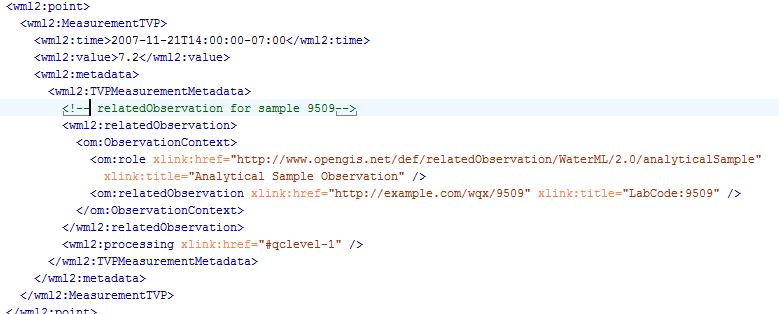 <wml2:point>
<wml2:MeasurementTVP>
<wml2:time>2007-11-21T14:00:00-07:00</wml2:time>
<wml2:value>7.2</wml2:value>
<wml2:metadata>
<wml2:TVPMeasurementMetadata>
<!-- relatedObservation for sample 9509-->
<wml2:relatedObservation>
<om:ObservationContext>
<om:role xlink:href="http://www.opengis.net/def/relatedObservation/WaterML/2.0/analyticalSample"
xlink:title="Analytical Sample Observation" />
<om:relatedObservation xlink:href="http://example.com/wqx/9509" xlink:title="LabCode:9509" />
</om:ObservationContext>
</wml2:relatedObservation>
<wml2:processing xlink:href="#qclevel-1" />
</wml2:TVPMeasurementMetadata>
</wml2:metadata>
</wml2:MeasurementTVP>
</wml2:point>